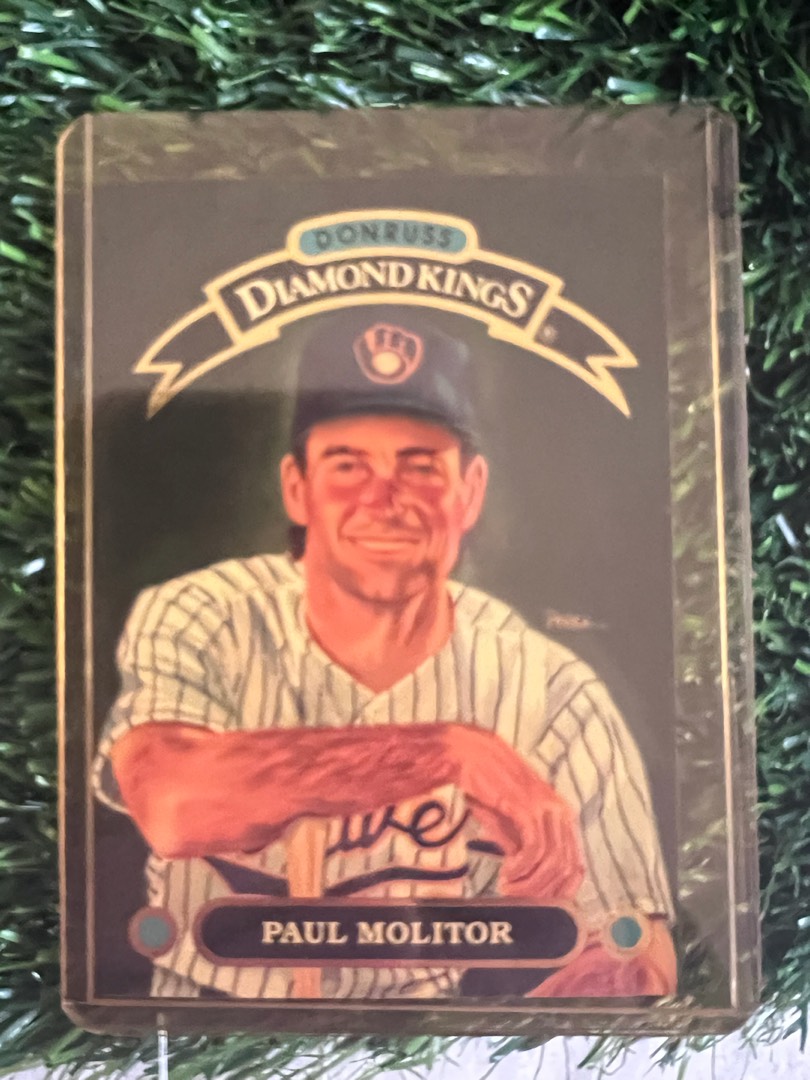 DONRUSS
DIAMOND KINGS
®
PAUL MOLITOR